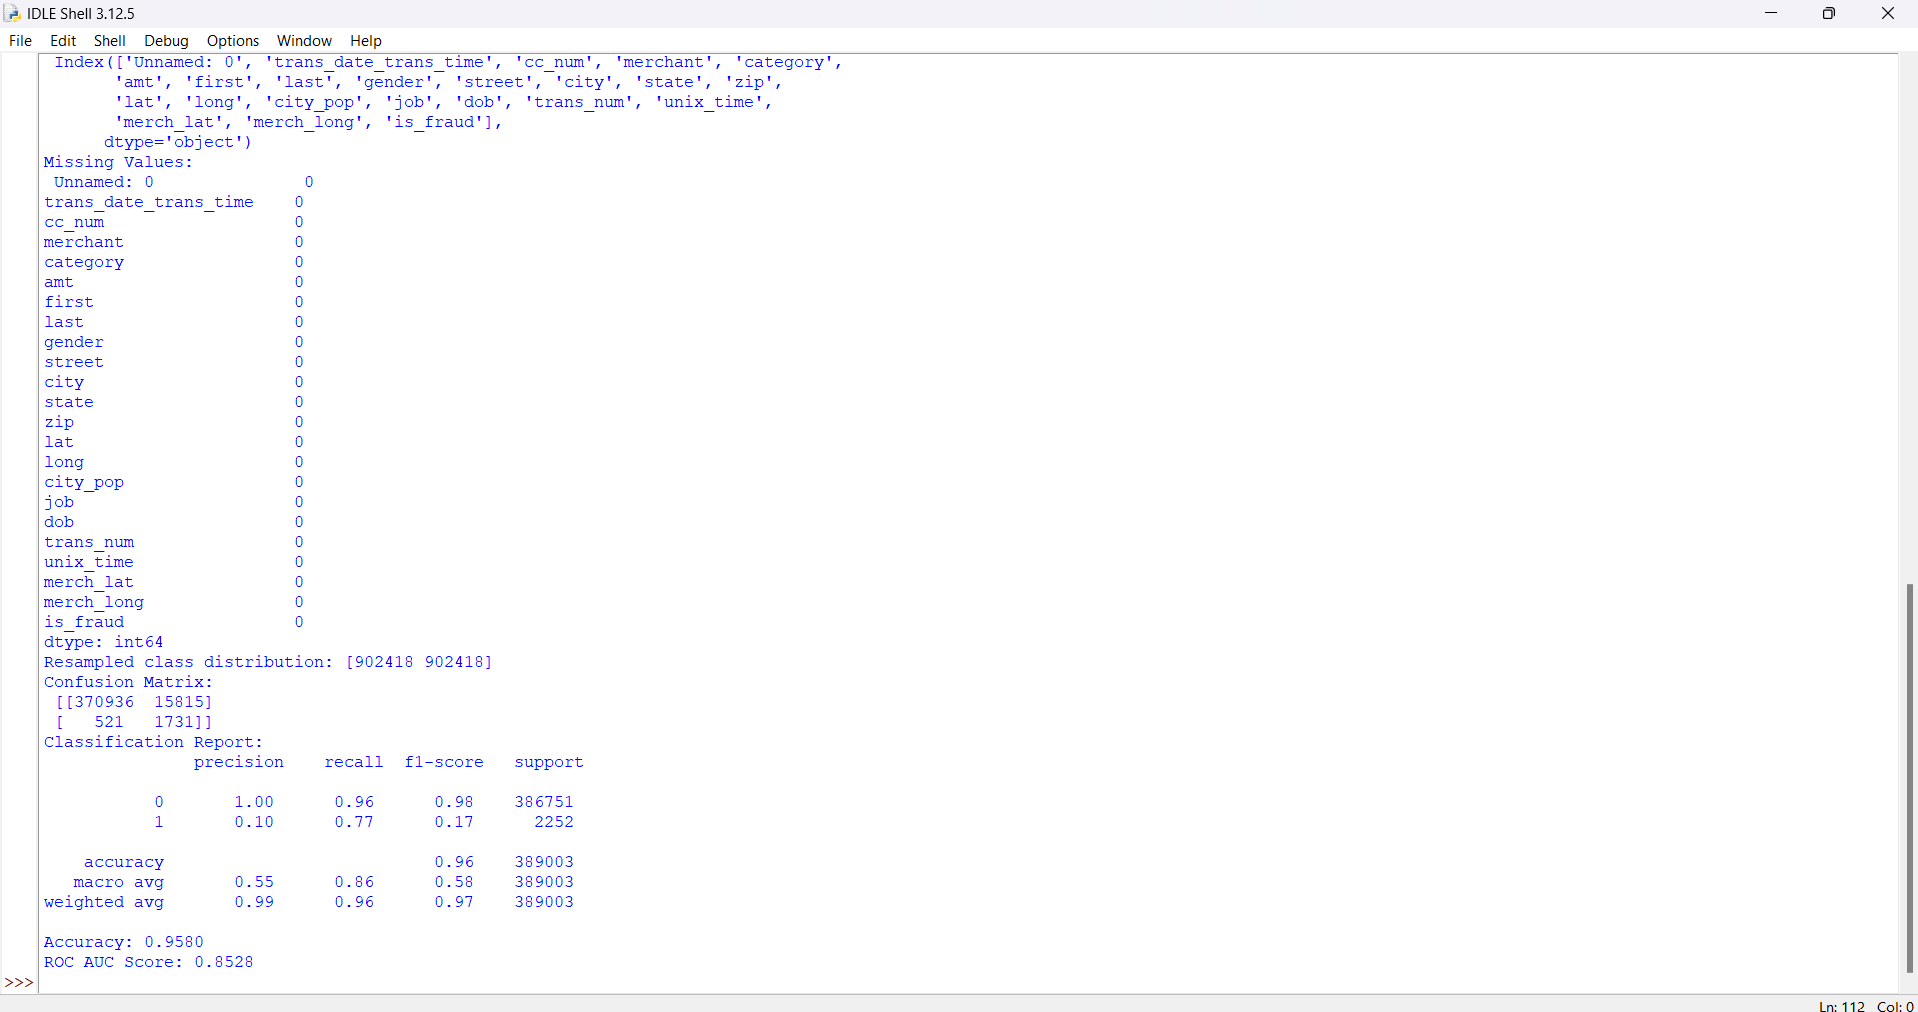 IDLE Shell 3.12.5
File Edit Shell Debug Options Window Help
Index(['Unnamed: 0', 'trans_date_trans_time', 'cc_num', 'merchant', 'category',
'amt', 'first', 'last', 'gender', 'street', 'city', 'state', 'zip',
'lat', 'long', 'city_pop', 'job', 'dob', 'trans_num', 'unix_time',
'merch_lat', 'merch_long', 'is_fraud'],
dtype='object')
Missing Values:
Unnamed: 0 0
trans_date_trans_time 0
cc_num 0
merchant 0
category 0
amt 0
first 0
last 0
gender 0
street 0
city 0
state 0
zip 0
lat 0
long 0
city_pop 0
job 0
dob 0
trans_num 0
unix_time 0
merch_lat 0
merch_long 0
is_fraud 0
dtype: int64
Resampled class distribution: [902418 902418]
Confusion Matrix:
[[370936 15815]
[ 521 1731]]
Classification Report:
precision recall f1-score support
0 1.00 0.96 0.98 386751
1 0.10 0.77 0.17 2252
accuracy 0.96 389003
macro avg 0.55 0.86 0.58 389003
weighted avg 0.99 0.96 0.97 389003
Accuracy: 0.9580
ROC AUC Score: 0.8528
>>>
Ln: 112 Col: 0